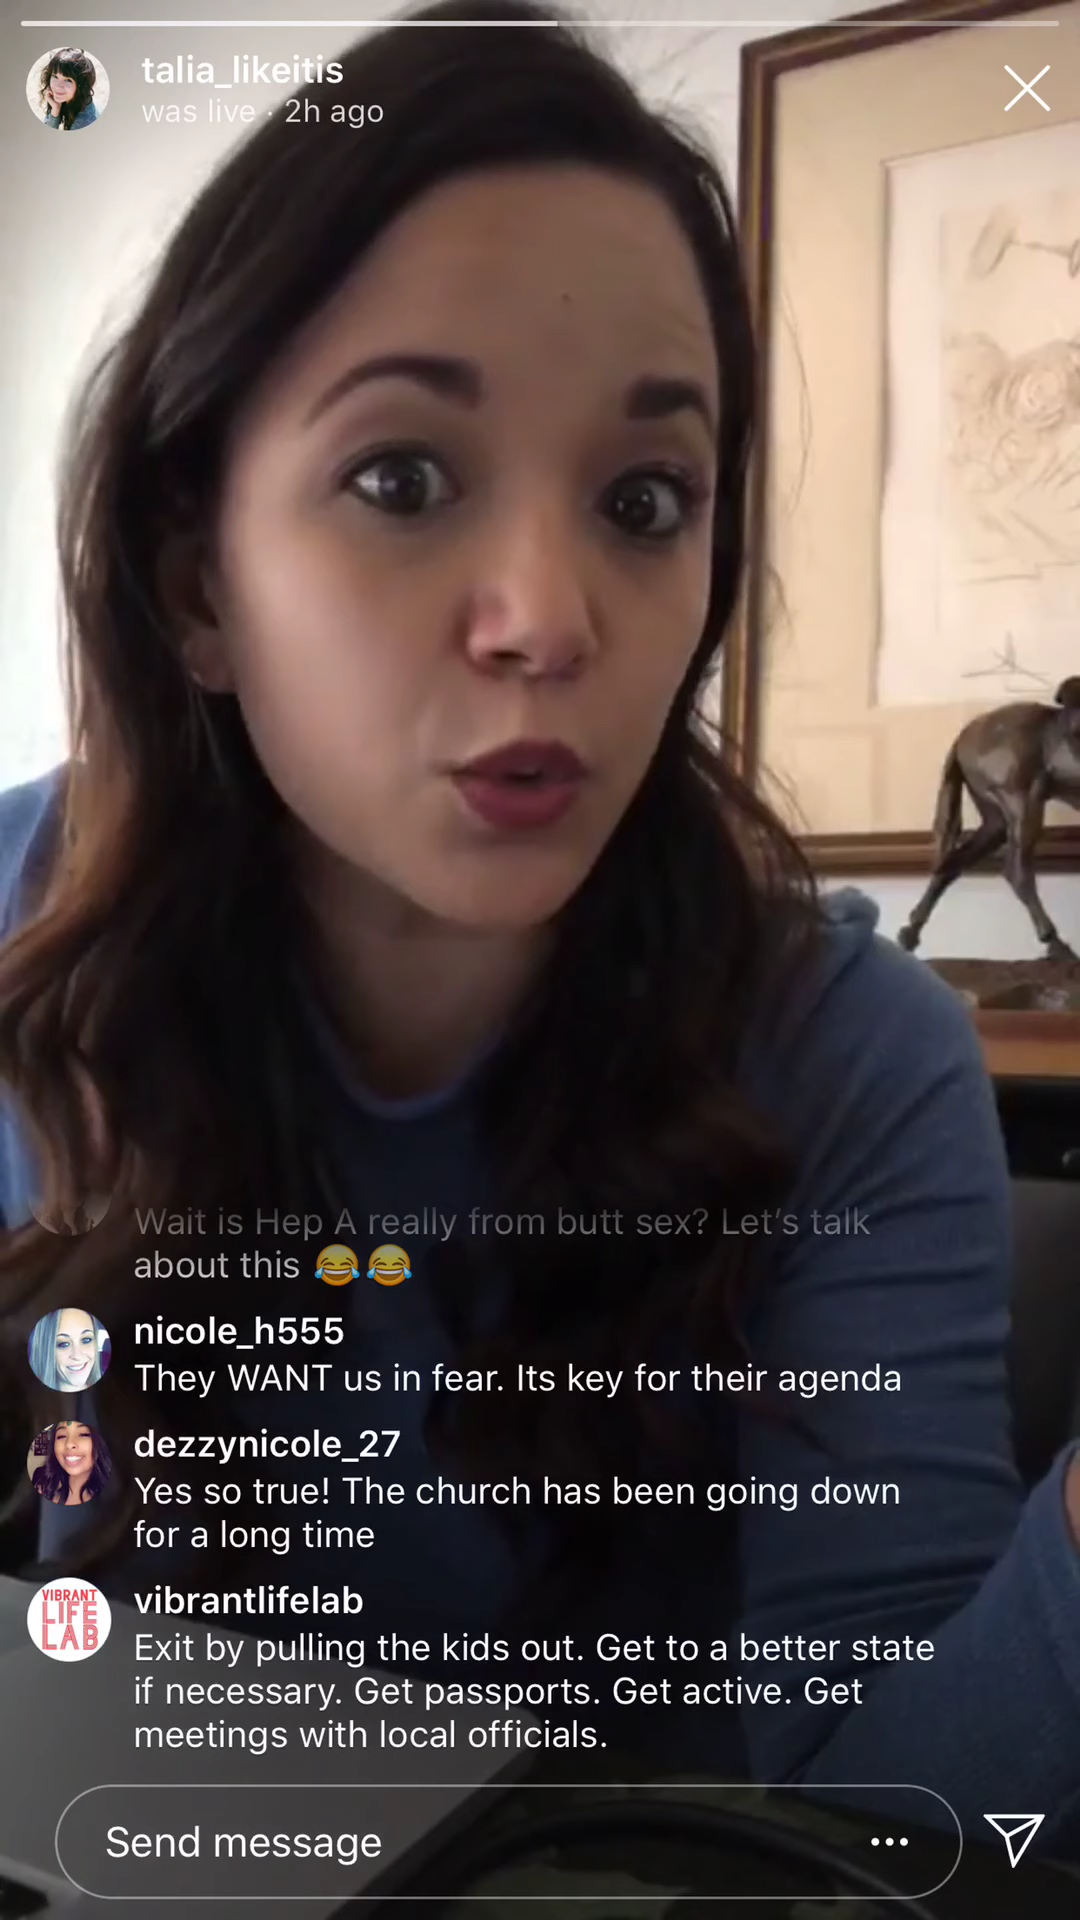 talia_likeitis
was live · 2h ago
Wait is Hep A really from butt sex? Let's talk
about this 😂😂
nicole_h555
They WANT us in fear. Its key for their agenda
dezzynicole_27
Yes so true! The church has been going down
for a long time
VIBRANT
LIFE
LAB
vibrantlifelab
Exit by pulling the kids out. Get to a better state
if necessary. Get passports. Get active. Get
meetings with local officials.
Send message